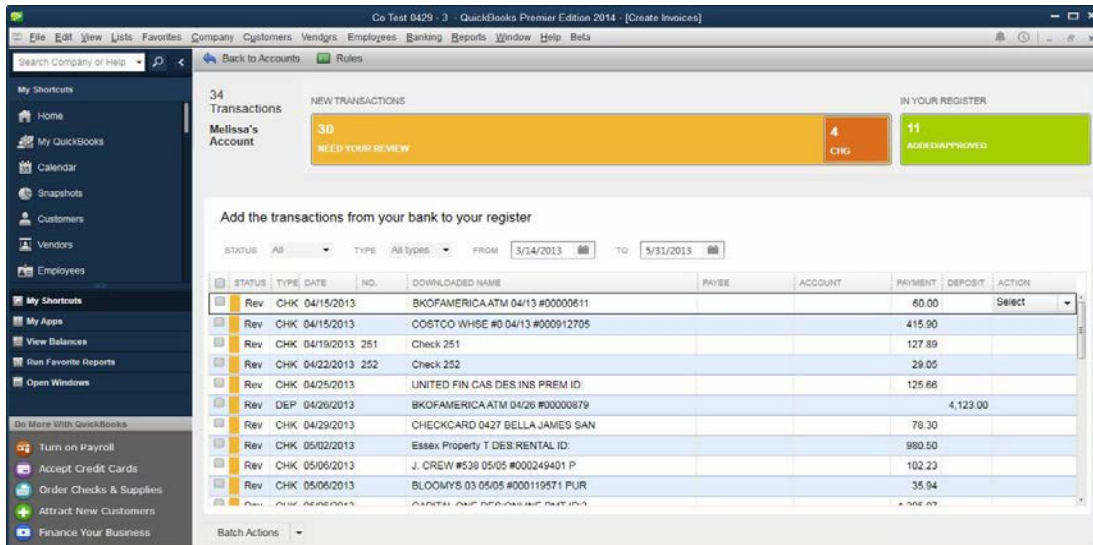 Co Test 0429 - 3 - QuickBooks Premier Edition 2014 - [Create Invoices]
File Edit View Lists Favorites Company Customers Vendors Employees Banking Reports Window Help Beta
Search Company or Help
Back to Accounts Rules
My Shortcuts
Home
My QuickBooks
Calendar
Snapshots
Customers
Vendors
Employees
My Shortcuts
My Apps
View Balances
Run Favorite Reports
Open Windows
Do More With QuickBooks
Turn on Payroll
Accept Credit Cards
Order Checks & Supplies
Attract New Customers
Finance Your Business
34
Transactions
Melissa's
Account
NEW TRANSACTIONS
30
NEED YOUR REVIEW
4
CHG
IN YOUR REGISTER
11
ADDED/APPROVED
Add the transactions from your bank to your register
STATUS All TYPE All types FROM 3/14/2013 TO 5/31/2013
STATUS TYPE DATE NO. DOWNLOADED NAME PAYEE ACCOUNT PAYMENT DEPOSIT ACTION
Rev CHK 04/15/2013 BKOFAMERICA ATM 04/13 #00000611 60.00 Select
Rev CHK 04/15/2013 COSTCO WHSE #0 04/13 #000912705 415.90
Rev CHK 04/19/2013 251 Check 251 127.89
Rev CHK 04/22/2013 252 Check 252 29.05
Rev CHK 04/25/2013 UNITED FIN CAS DES:INS PREM ID: 125.66
Rev DEP 04/26/2013 BKOFAMERICA ATM 04/26 #00000879 4,123.00
Rev CHK 04/29/2013 CHECKCARD 0427 BELLA JAMES SAN 78.30
Rev CHK 05/02/2013 Essex Property T DES:RENTAL ID: 980.50
Rev CHK 05/06/2013 J. CREW #538 05/05 #000249401 P 102.23
Rev CHK 05/06/2013 BLOOMYS 03 05/05 #000119571 PUR 35.94
Batch Actions